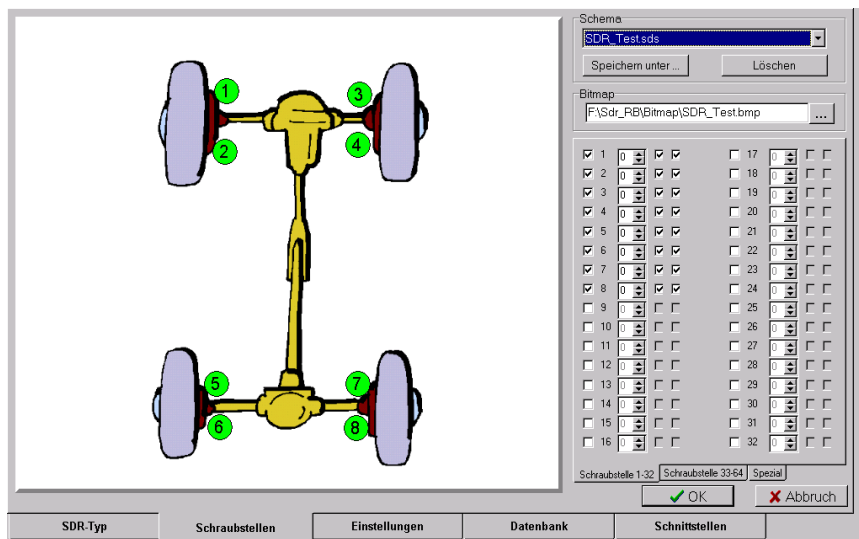 Schema
SDR_Test.sds
Speichern unter ... Löschen
Bitmap
F:\Sdr_RB\Bitmap\SDR_Test.bmp ...
1 3
2 4
5 7
6 8
1 0 17 0
2 0 18 0
3 0 19 0
4 0 20 0
5 0 21 0
6 0 22 0
7 0 23 0
8 0 24 0
9 0 25 0
10 0 26 0
11 0 27 0
12 0 28 0
13 0 29 0
14 0 30 0
15 0 31 0
16 0 32 0
Schraubstelle 1-32 Schraubstelle 33-64 Spezial
OK Abbruch
SDR-Typ Schraubstellen Einstellungen Datenbank Schnittstellen